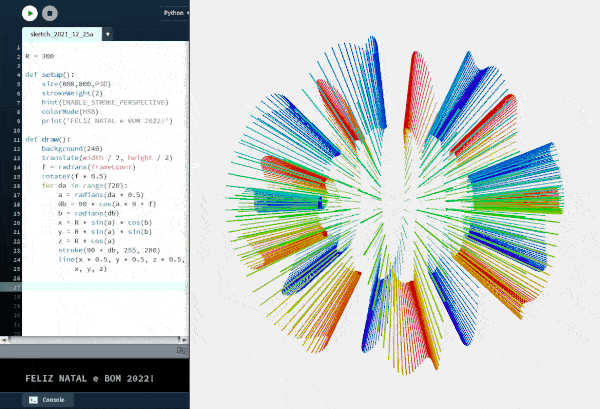 Python
sketch_2021_12_25a
1
2 R = 300
3
4 def setup():
5 size(800,800,P3D)
6 strokeWeight(2)
7 hint(ENABLE_STROKE_PERSPECTIVE)
8 colorMode(HSB)
9 print("FELIZ NATAL e BOM 2022!")
10
11 def draw():
12 background(240)
13 translate(width / 2, height / 2)
14 f = radians(frameCount)
15 rotateY(f * 0.5)
16 for da in range(720):
17 a = radians(da * 0.5)
18 db = 90 * cos(a * 9 + f)
19 b = radians(db)
20 x = R * sin(a) * cos(b)
21 y = R * sin(a) * sin(b)
22 z = R * cos(a)
23 stroke(90 + db, 255, 200)
24 line(x * 0.5, y * 0.5, z * 0.5,
25 x, y, z)
26
27
FELIZ NATAL e BOM 2022!
Console